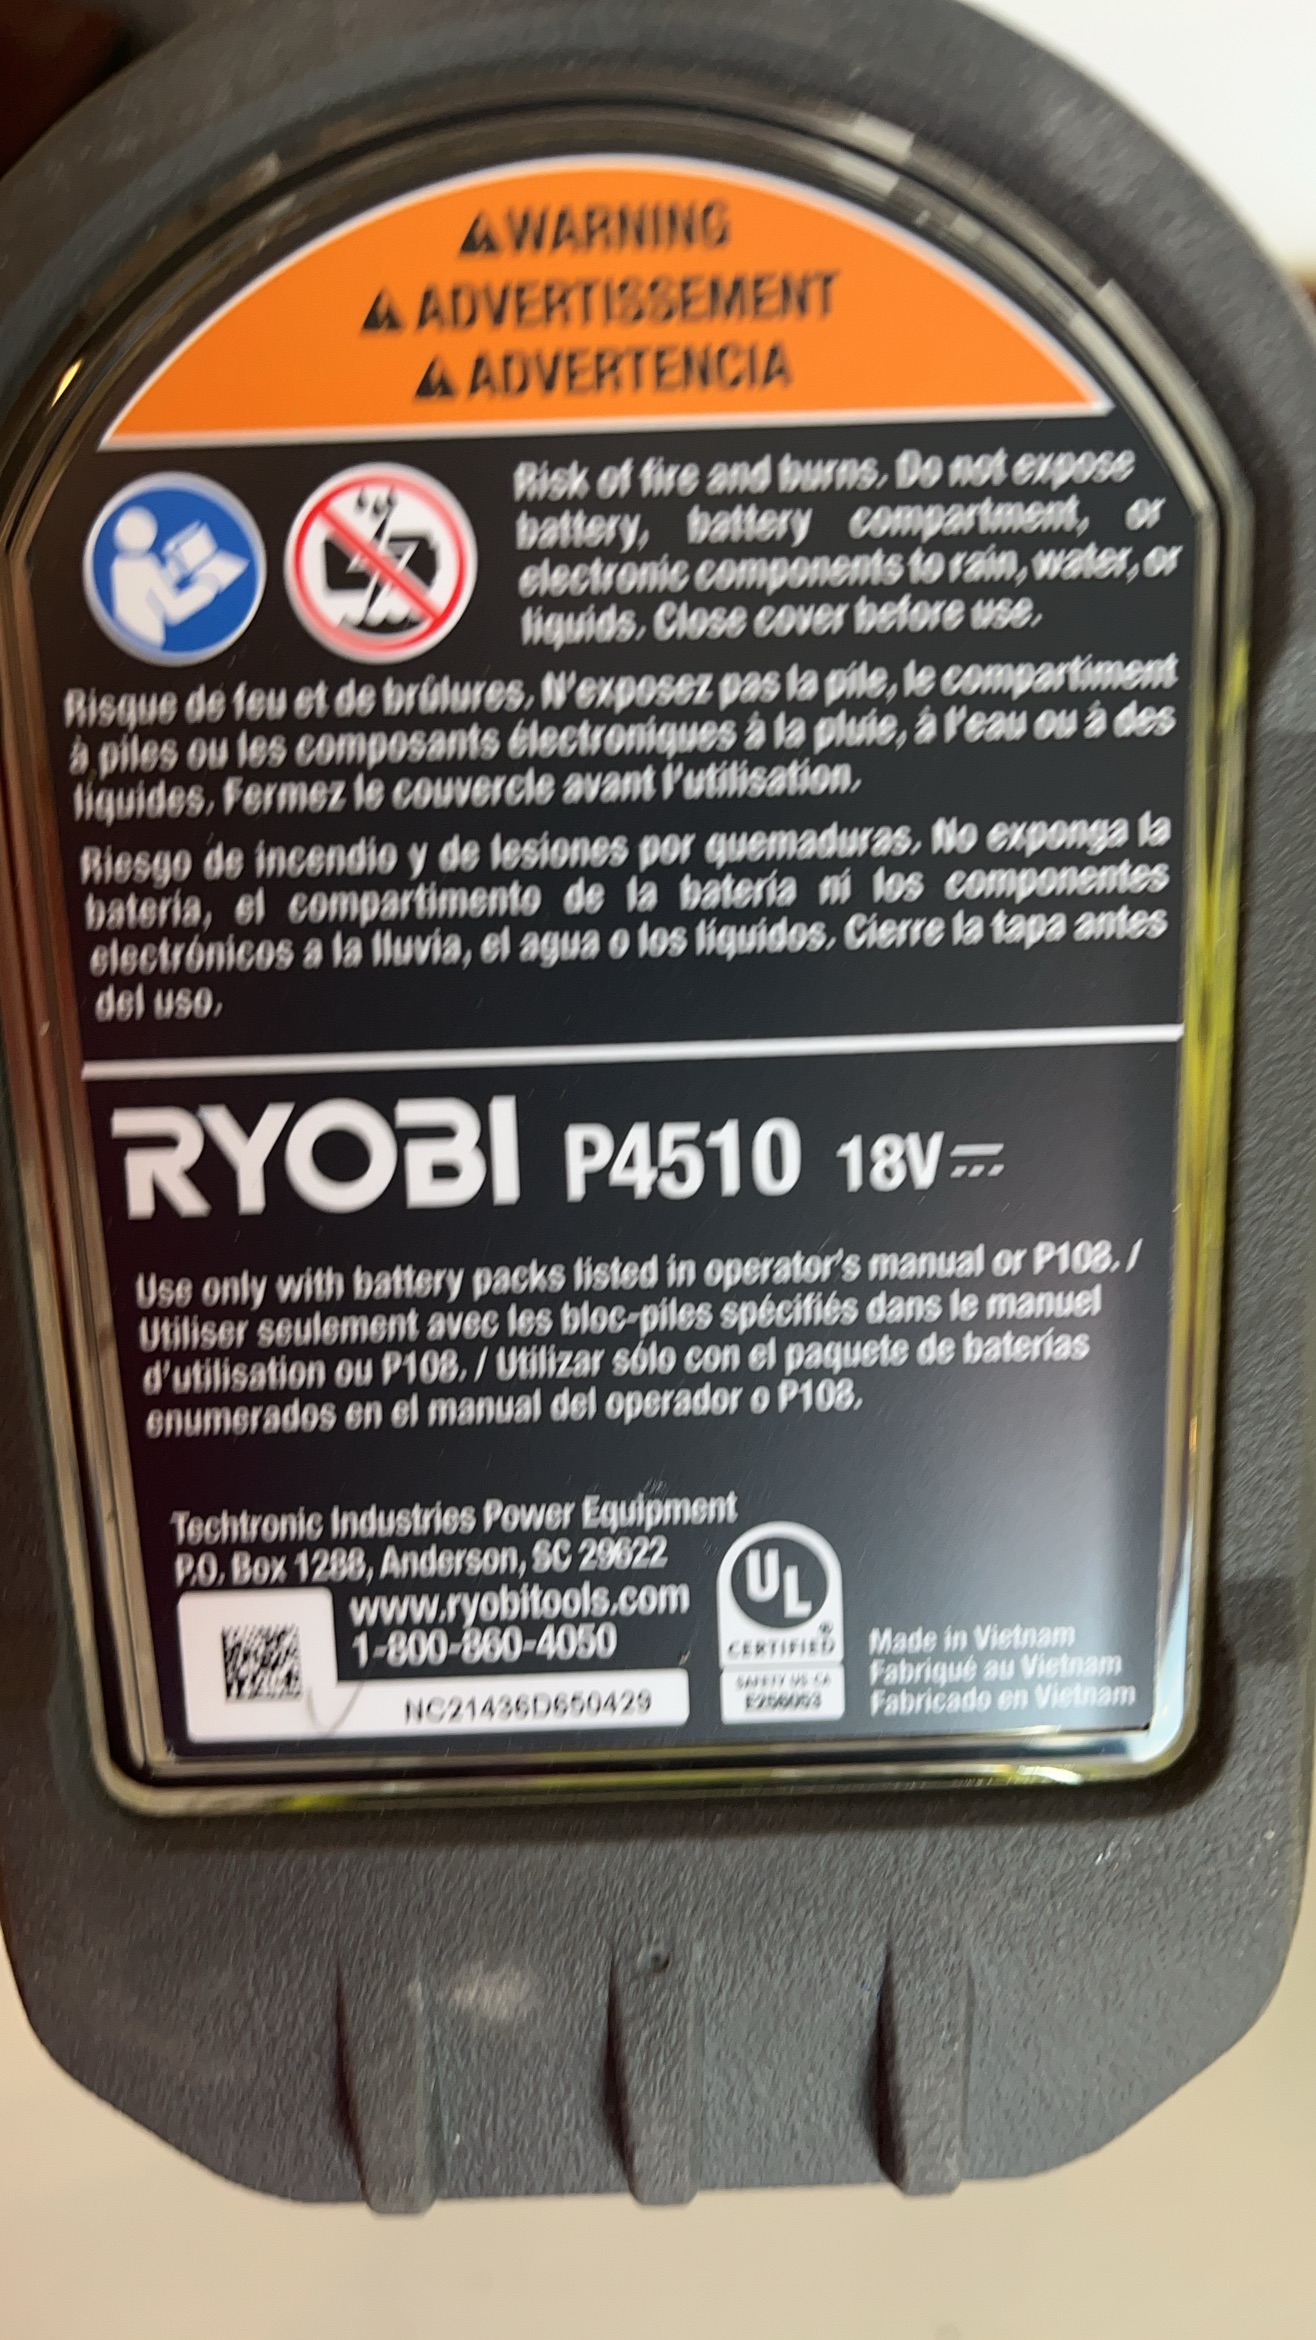 WARNING
ADVERTISSEMENT
ADVERTENCIA
Risk of fire and burns. Do not expose
battery, battery compartment, or
electronic components to rain, water, or
liquids. Close cover before use.
Risque de feu et de brûlures. N'exposez pas la pile, le compartiment
à piles ou les composants électroniques à la pluie, à l'eau ou à des
liquides. Fermez le couvercle avant l'utilisation.
Riesgo de incendio y de lesiones por quemaduras. No exponga la
batería, el compartimento de la batería ni los componentes
electrónicos a la lluvia, el agua o los líquidos. Cierre la tapa antes
del uso.
RYOBI P4510 18V
Use only with battery packs listed in operator's manual or P108. /
Utiliser seulement avec les bloc-piles spécifiés dans le manuel
d'utilisation ou P108. / Utilizar sólo con el paquete de baterías
enumerados en el manual del operador o P108.
Techtronic Industries Power Equipment
P.O. Box 1288, Anderson, SC 29622
www.ryobitools.com
1-800-860-4050
NC21436D650429
UL
CERTIFIED
SAFETY US CA
Made in Vietnam
Fabriqué au Vietnam
Fabricado en Vietnam